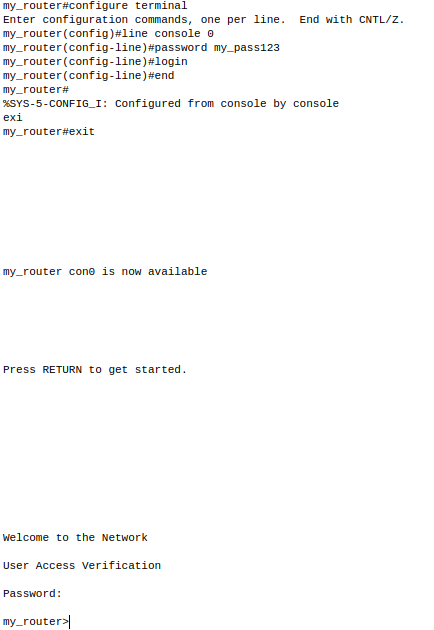 my_router#configure terminal
Enter configuration commands, one per line.  End with CNTL/Z.
my_router(config)#line console 0
my_router(config-line)#password my_pass123
my_router(config-line)#login
my_router(config-line)#end
my_router#
%SYS-5-CONFIG_I: Configured from console by console
exi
my_router#exit
my_router con0 is now available
Press RETURN to get started.
Welcome to the Network
User Access Verification
Password:
my_router>